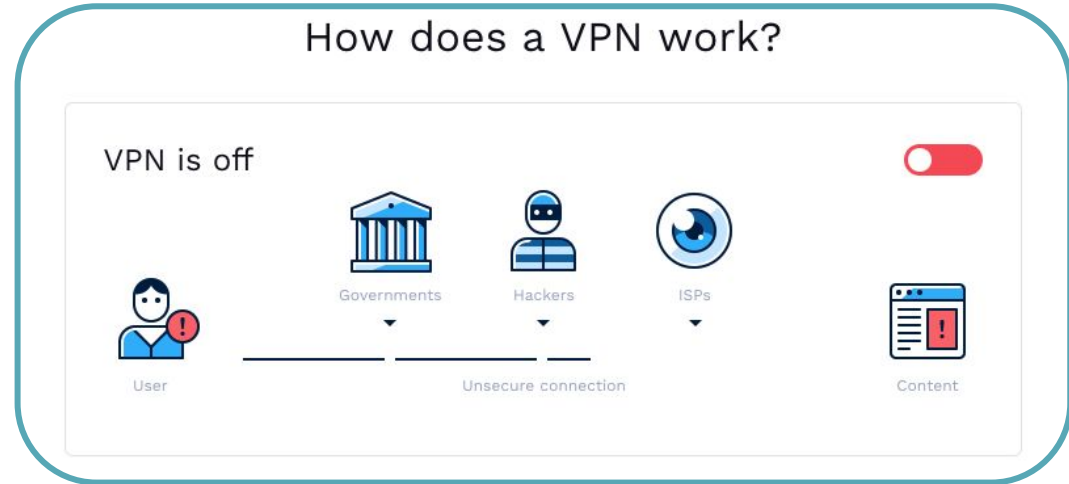 How does a VPN work?
VPN is off
Governments
Hackers
ISPs
!
!
User
Unsecure connection
Content